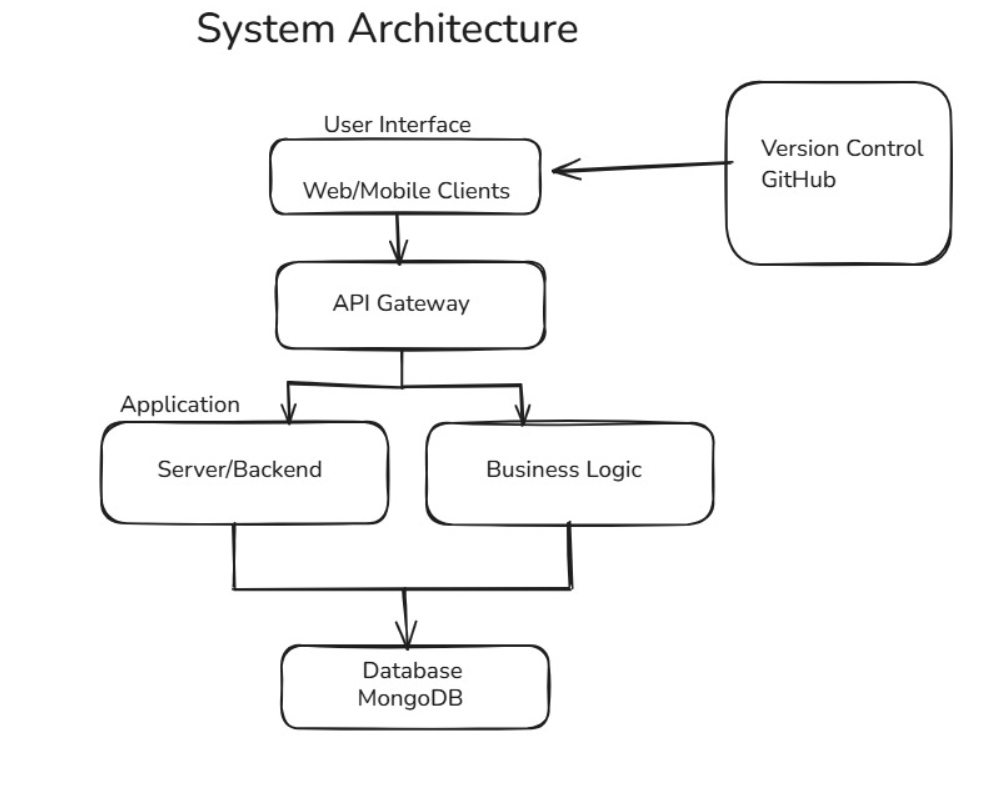 System Architecture
User Interface
Web/Mobile Clients
Version Control
GitHub
API Gateway
Application
Server/Backend
Business Logic
Database
MongoDB